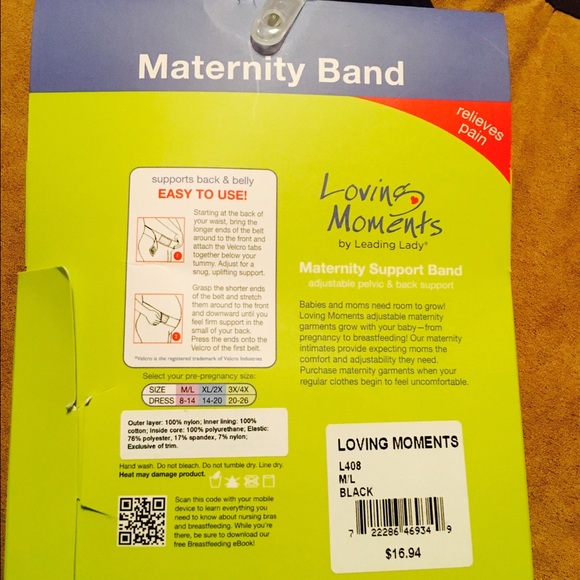 Maternity Band
relieves
pain
supports back & belly
EASY TO USE!
Starting at the back of
your waist, bring the
longer ends of the belt
around to the front and
attach the Velcro tabs
together below your
tummy. Adjust for a
snug, uplifting support.
1
Grasp the shorter ends
of the belt and stretch
them around to the front
and downward until you
feel firm support in the
small of your back.
Press the ends onto the
Velcro of the first belt.
2
*Velcro is the registered trademark of Velcro Industries
Loving
Moments
by Leading Lady®
Maternity Support Band
adjustable pelvic & back support
Babies and moms need room to grow!
Loving Moments adjustable maternity
garments grow with your baby—from
pregnancy to breastfeeding! Our maternity
intimates provide expecting moms the
comfort and adjustability they need.
Purchase maternity garments when your
regular clothes begin to feel uncomfortable.
Select your pre-pregnancy size:
SIZE M/L XL/2X 3X/4X
DRESS 8-14 14-20 20-26
Outer layer: 100% nylon; Inner lining: 100%
cotton; Inside core: 100% polyurethane; Elastic:
76% polyester, 17% spandex, 7% nylon;
Exclusive of trim.
Hand wash. Do not bleach. Do not tumble dry. Line dry.
Heat may damage product.
Scan this code with your mobile
device to learn everything you
need to know about nursing bras
and breastfeeding. While you're
there, be sure to download our
free Breastfeeding eBook!
LOVING MOMENTS
L408
M/L
BLACK
7 22286 46934 9
$16.94